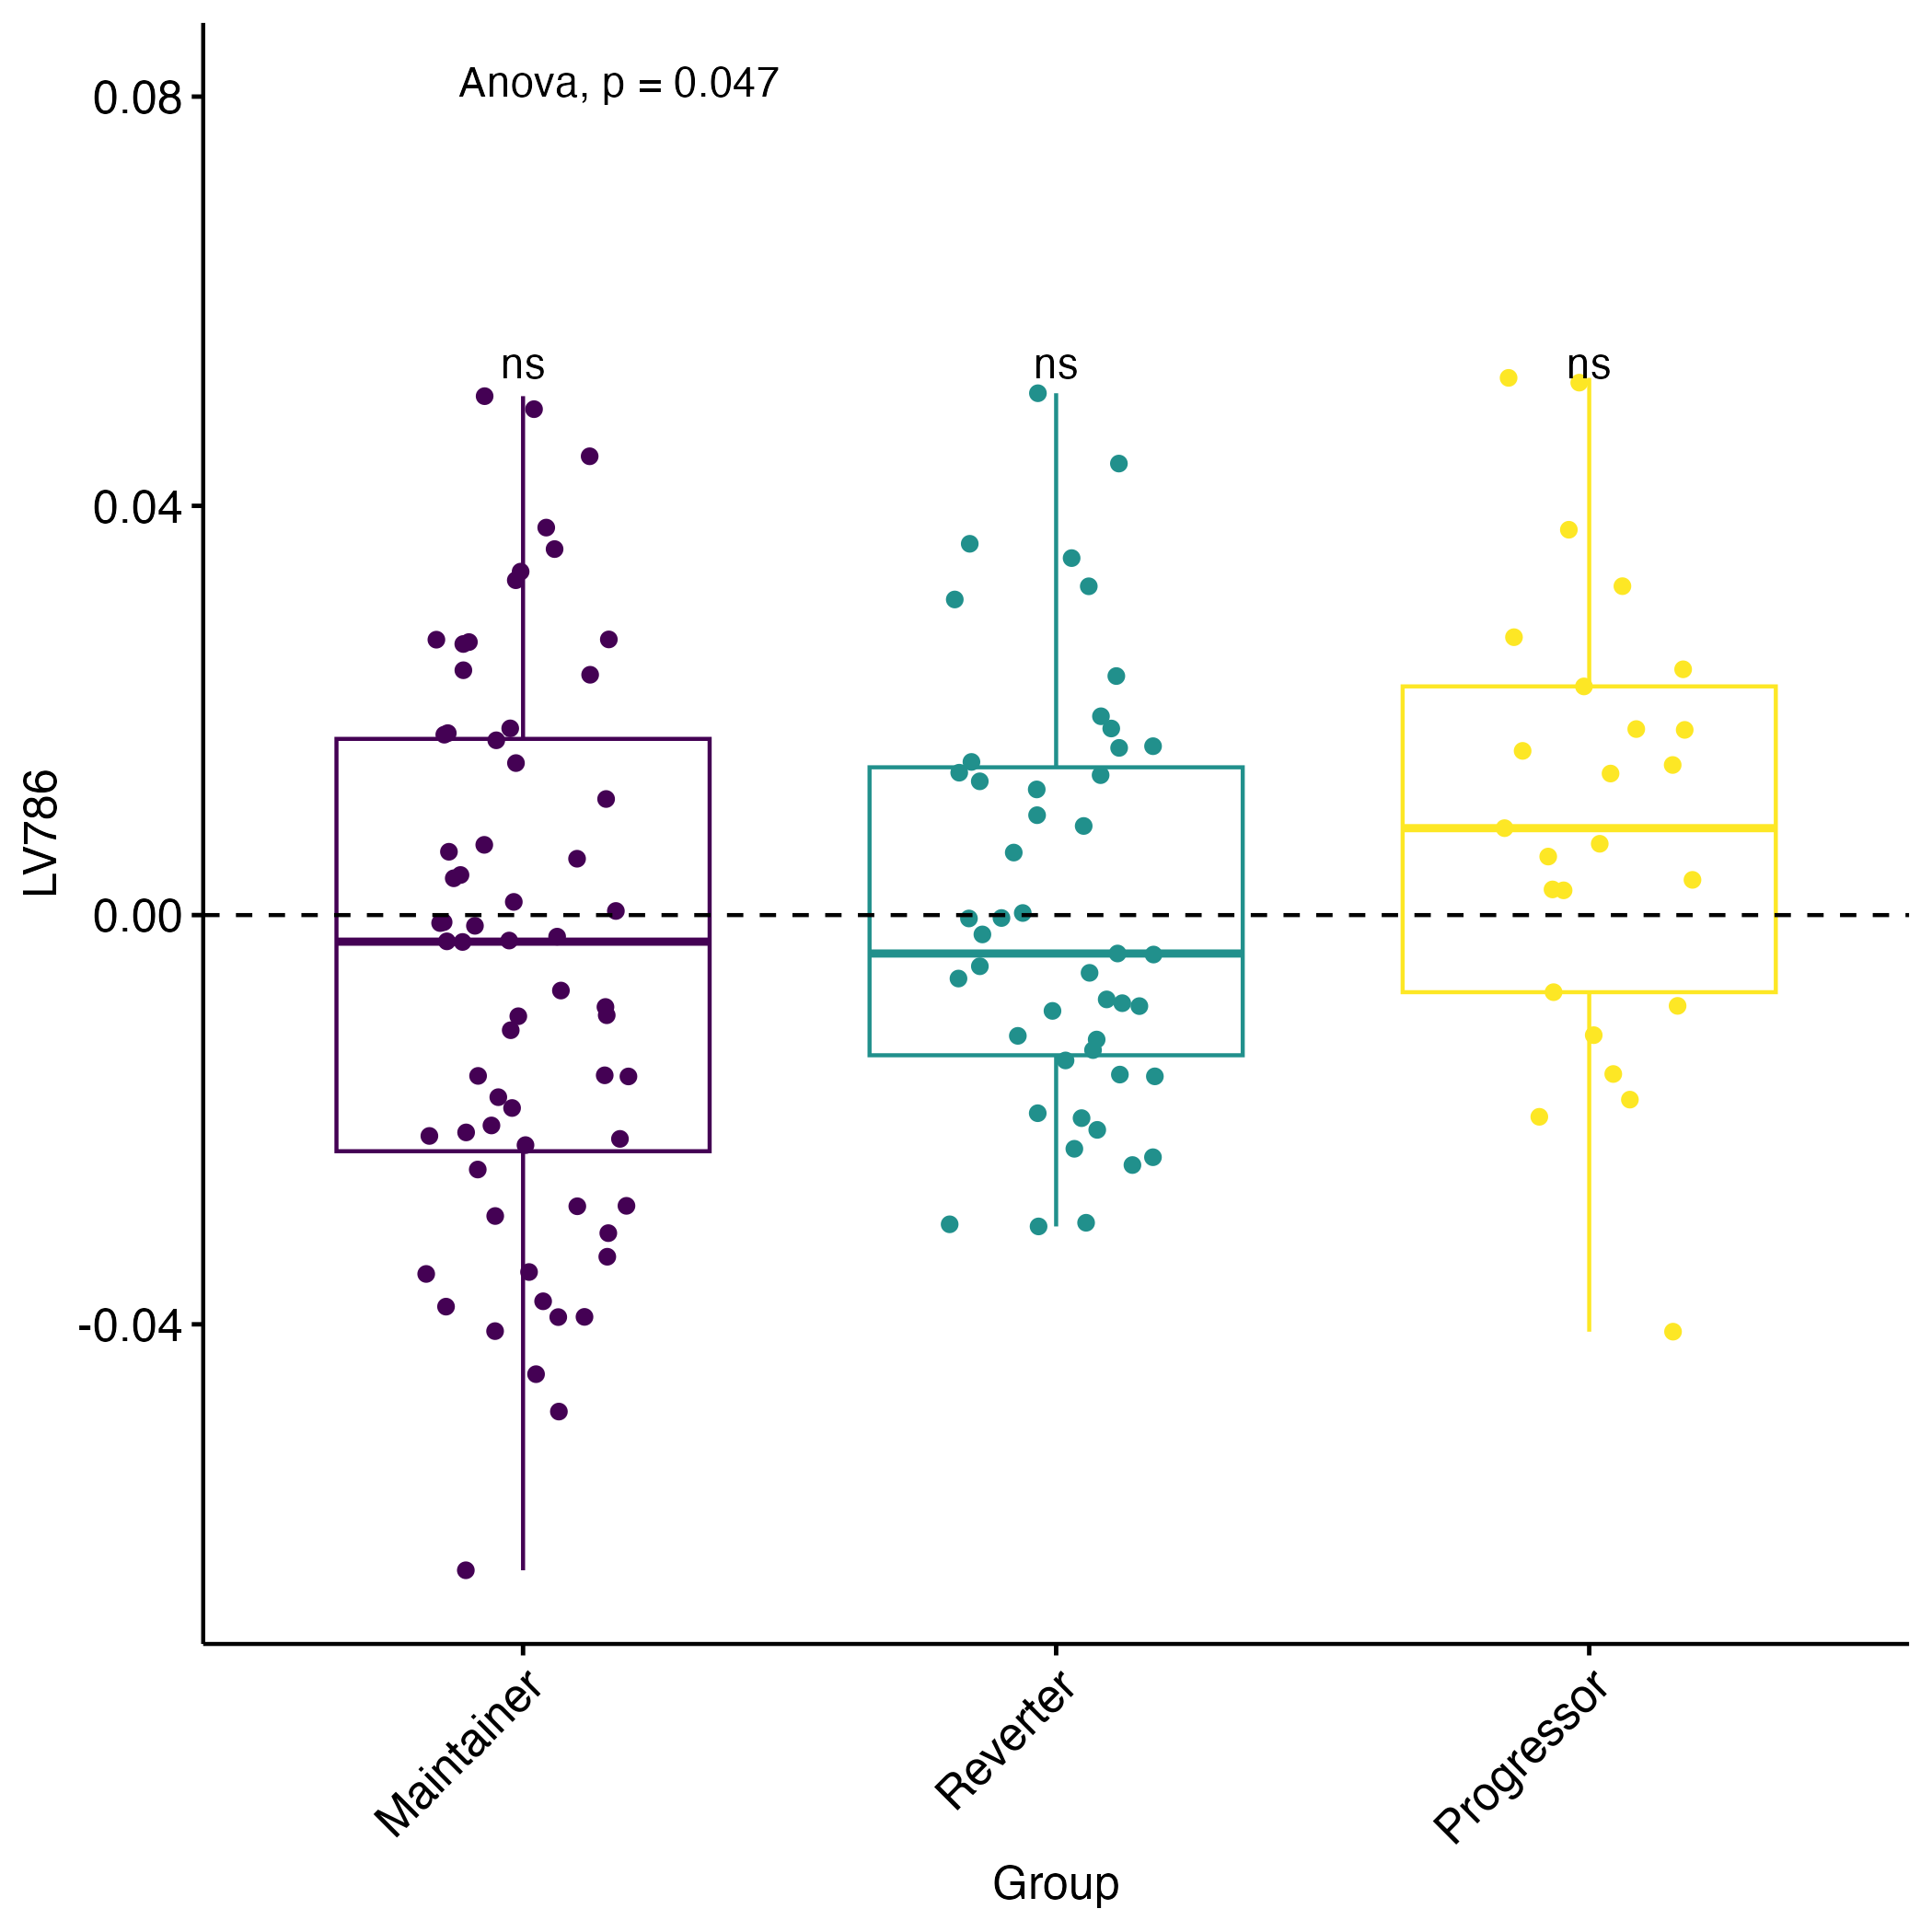 Anova, p = 0.047
0.08
0.04
0.00
-0.04
LV786
ns
ns
ns
Maintainer
Reverter
Progressor
Group